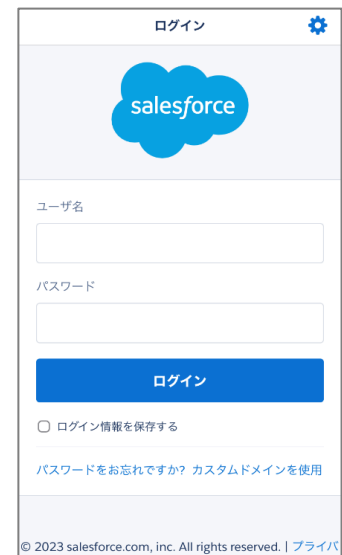 ログイン
salesforce
ユーザ名
パスワード
ログイン
ログイン情報を保存する
パスワードをお忘れですか? カスタムドメインを使用
© 2023 salesforce.com, inc. All rights reserved. | プライバ